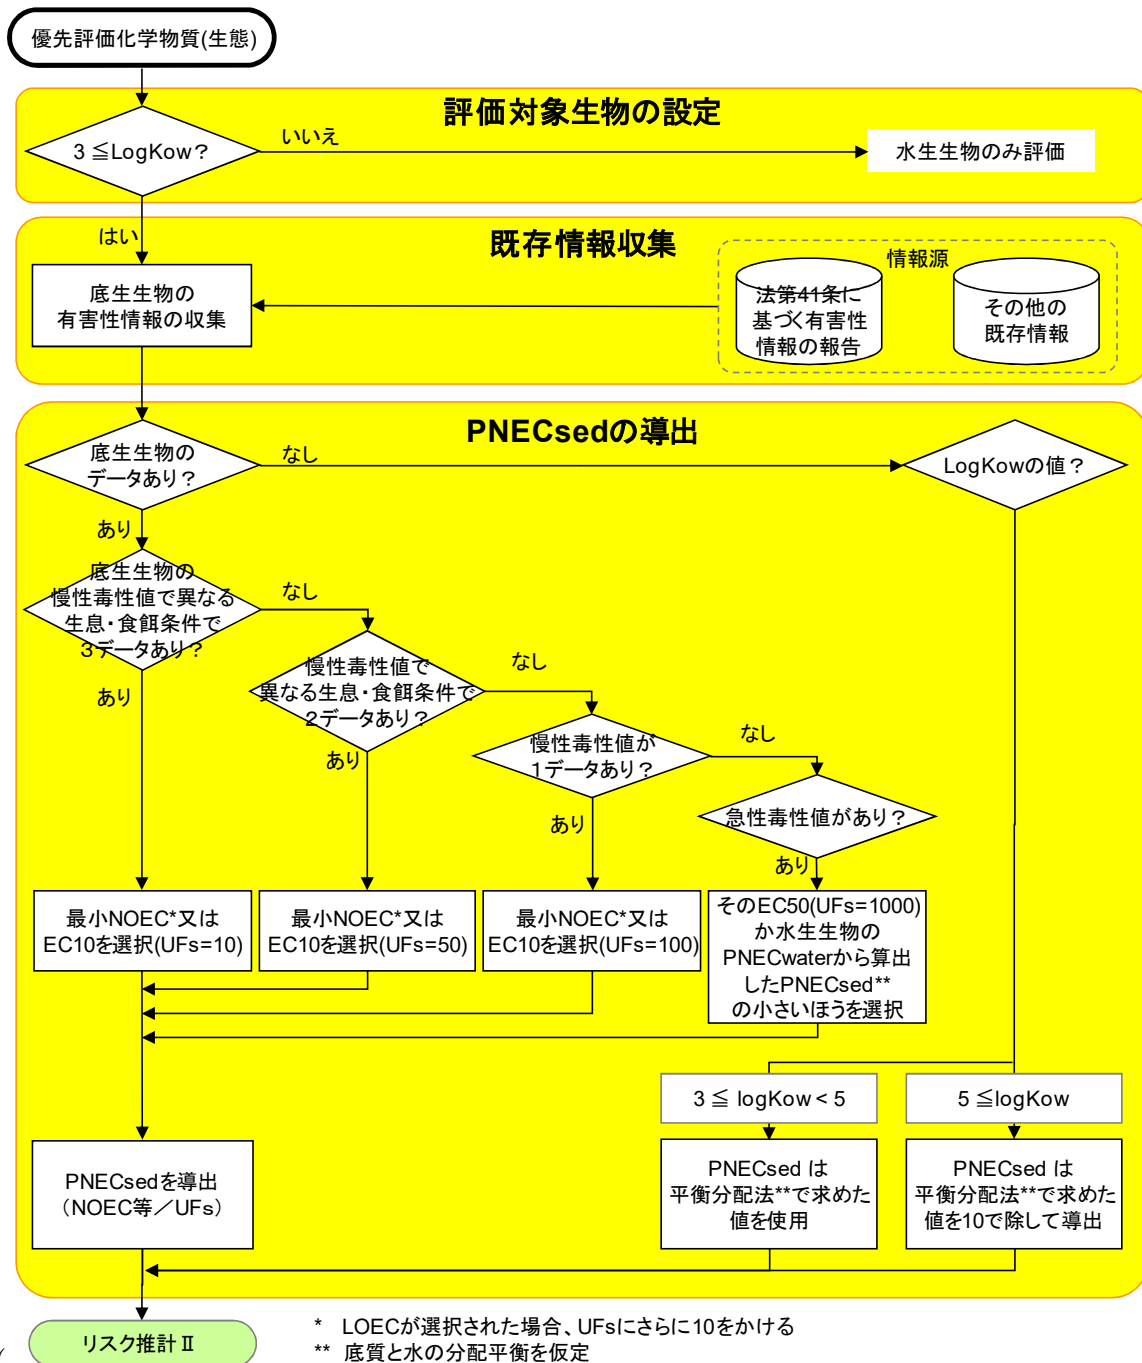 優先評価化学物質(生態)
評価対象生物の設定
3 ≦LogKow？
いいえ
水生生物のみ評価
はい
既存情報収集
底生生物の
有害性情報の収集
情報源
法第41条に
基づく有害性
情報の報告
その他の
既存情報
PNECsedの導出
底生生物の
データあり？
なし
LogKowの値？
あり
底生生物の
慢性毒性値で異なる
生息・食餌条件で
３データあり？
なし
あり
慢性毒性値で
異なる生息・食餌条件で
２データあり？
なし
あり
慢性毒性値が
１データあり？
なし
あり
急性毒性値があり？
あり
最小NOEC*又は
EC10を選択(UFs=10)
最小NOEC*又は
EC10を選択(UFs=50)
最小NOEC*又は
EC10を選択(UFs=100)
そのEC50(UFs=1000)
か水生生物の
PNECwaterから算出
したPNECsed**
の小さいほうを選択
3 ≦ logKow < 5
5 ≦logKow
PNECsedを導出
（NOEC等／UFs）
PNECsed は
平衡分配法**で求めた
値を使用
PNECsed は
平衡分配法**で求めた
値を10で除して導出
リスク推計Ⅱ
* LOECが選択された場合、UFsにさらに10をかける
** 底質と水の分配平衡を仮定